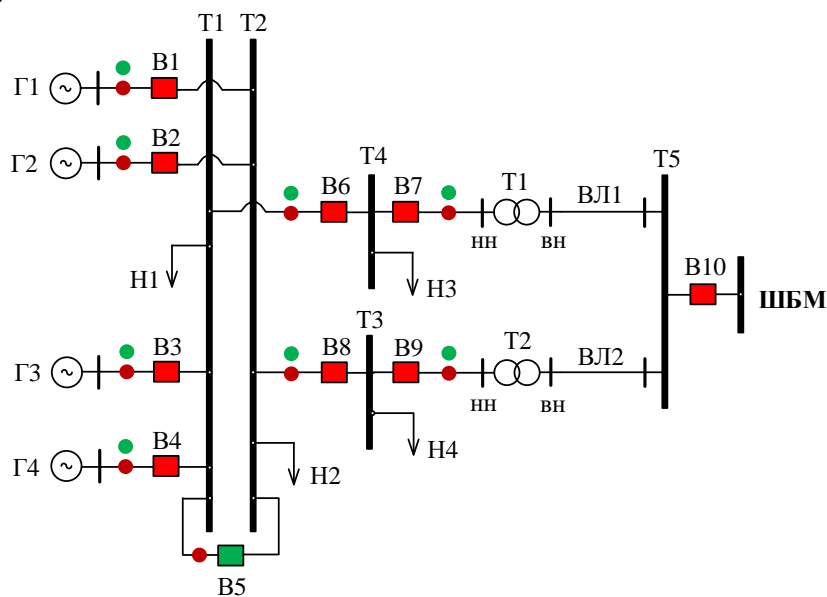 Т1 Т2
Г1 В1
Г2 В2
В6 Т4 В7 Т1 ВЛ1 Т5
нн вн
Н1 Н3
В10
ШБМ
Г3 В3
В8 Т3 В9 Т2 ВЛ2
нн вн
Г4 В4
Н2 Н4
В5